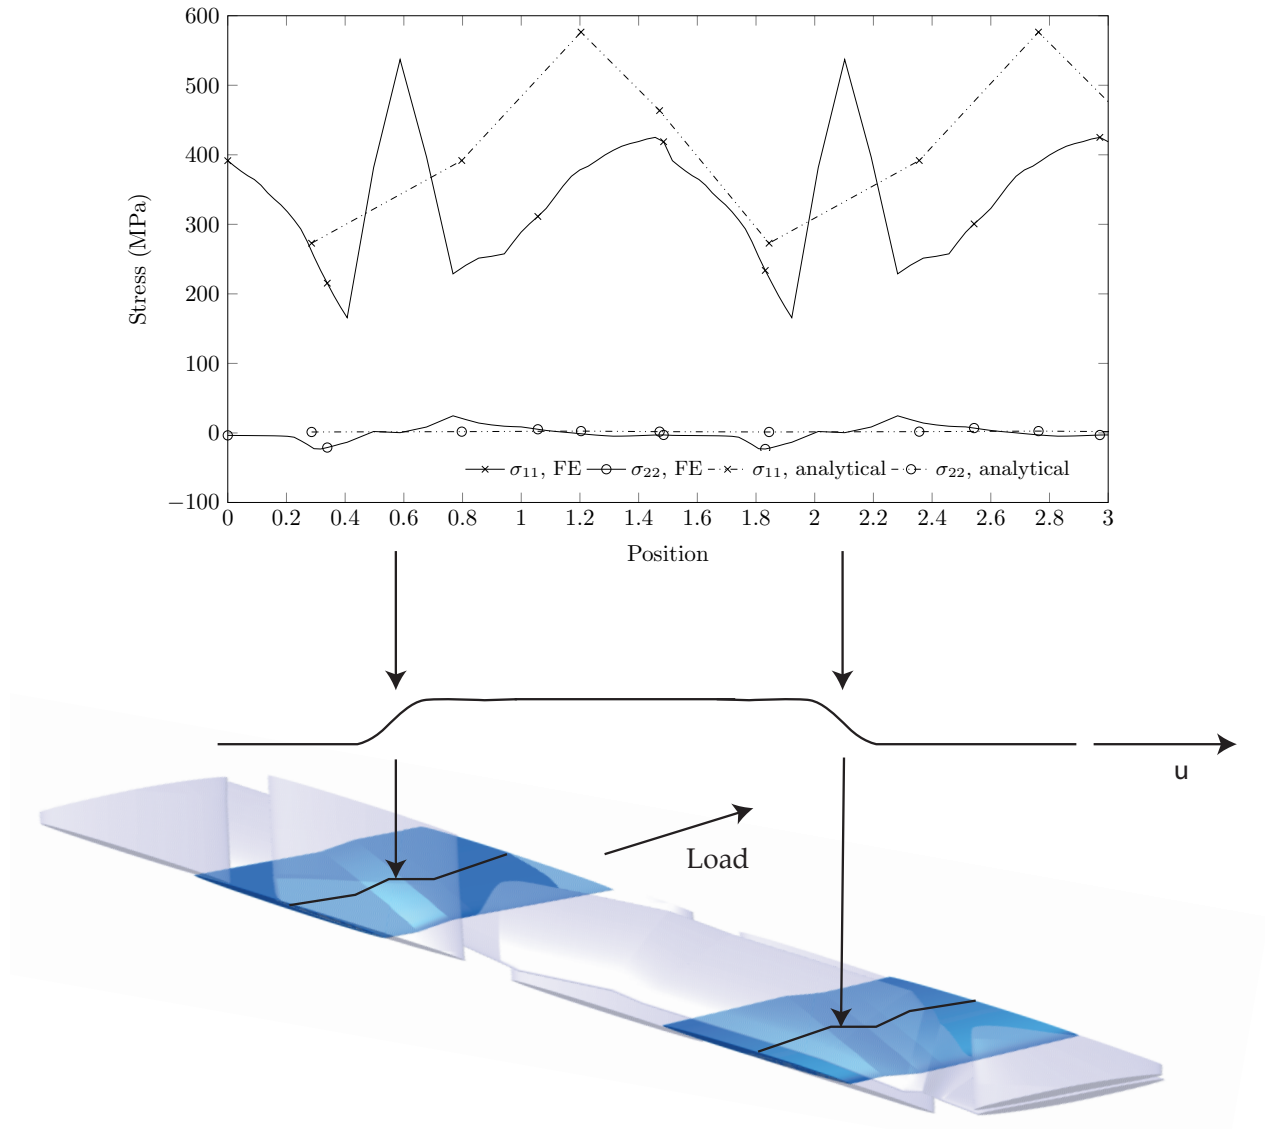 600
500
400
300
200
100
0
−100
Stress (MPa)
σ11, FE σ22, FE σ11, analytical σ22, analytical
0 0.2 0.4 0.6 0.8 1 1.2 1.4 1.6 1.8 2 2.2 2.4 2.6 2.8 3
Position
u
Load